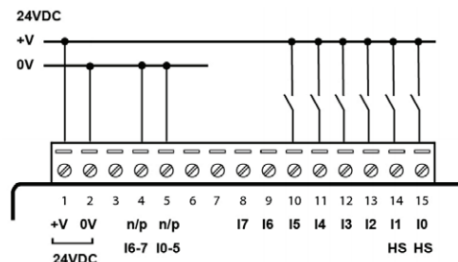 24VDC
+V
0V
1 2 3 4 5 6 7 8 9 10 11 12 13 14 15
+V 0V n/p n/p I7 I6 I5 I4 I3 I2 I1 I0
I6-7 I0-5 HS HS
24VDC